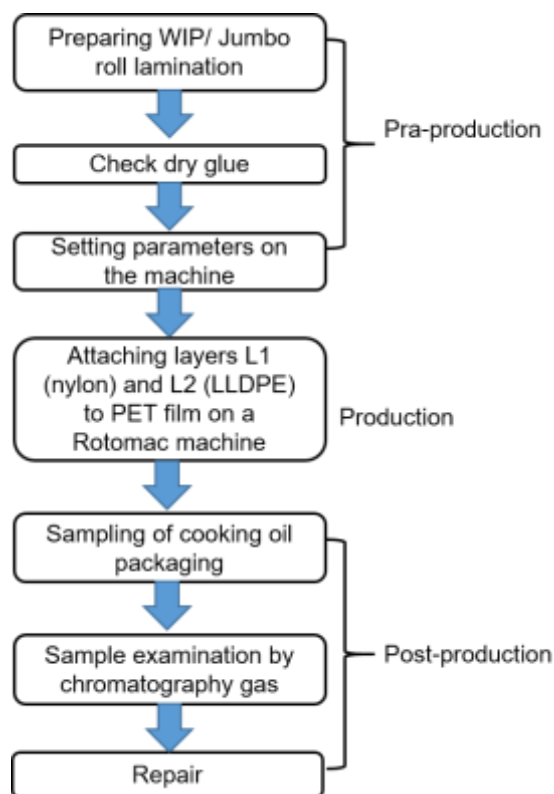 Preparing WIP/ Jumbo
roll lamination
Pra-production
Check dry glue
Setting parameters on
the machine
Attaching layers L1
(nylon) and L2 (LLDPE)
to PET film on a
Rotomac machine
Production
Sampling of cooking oil
packaging
Sample examination by
chromatography gas
Post-production
Repair